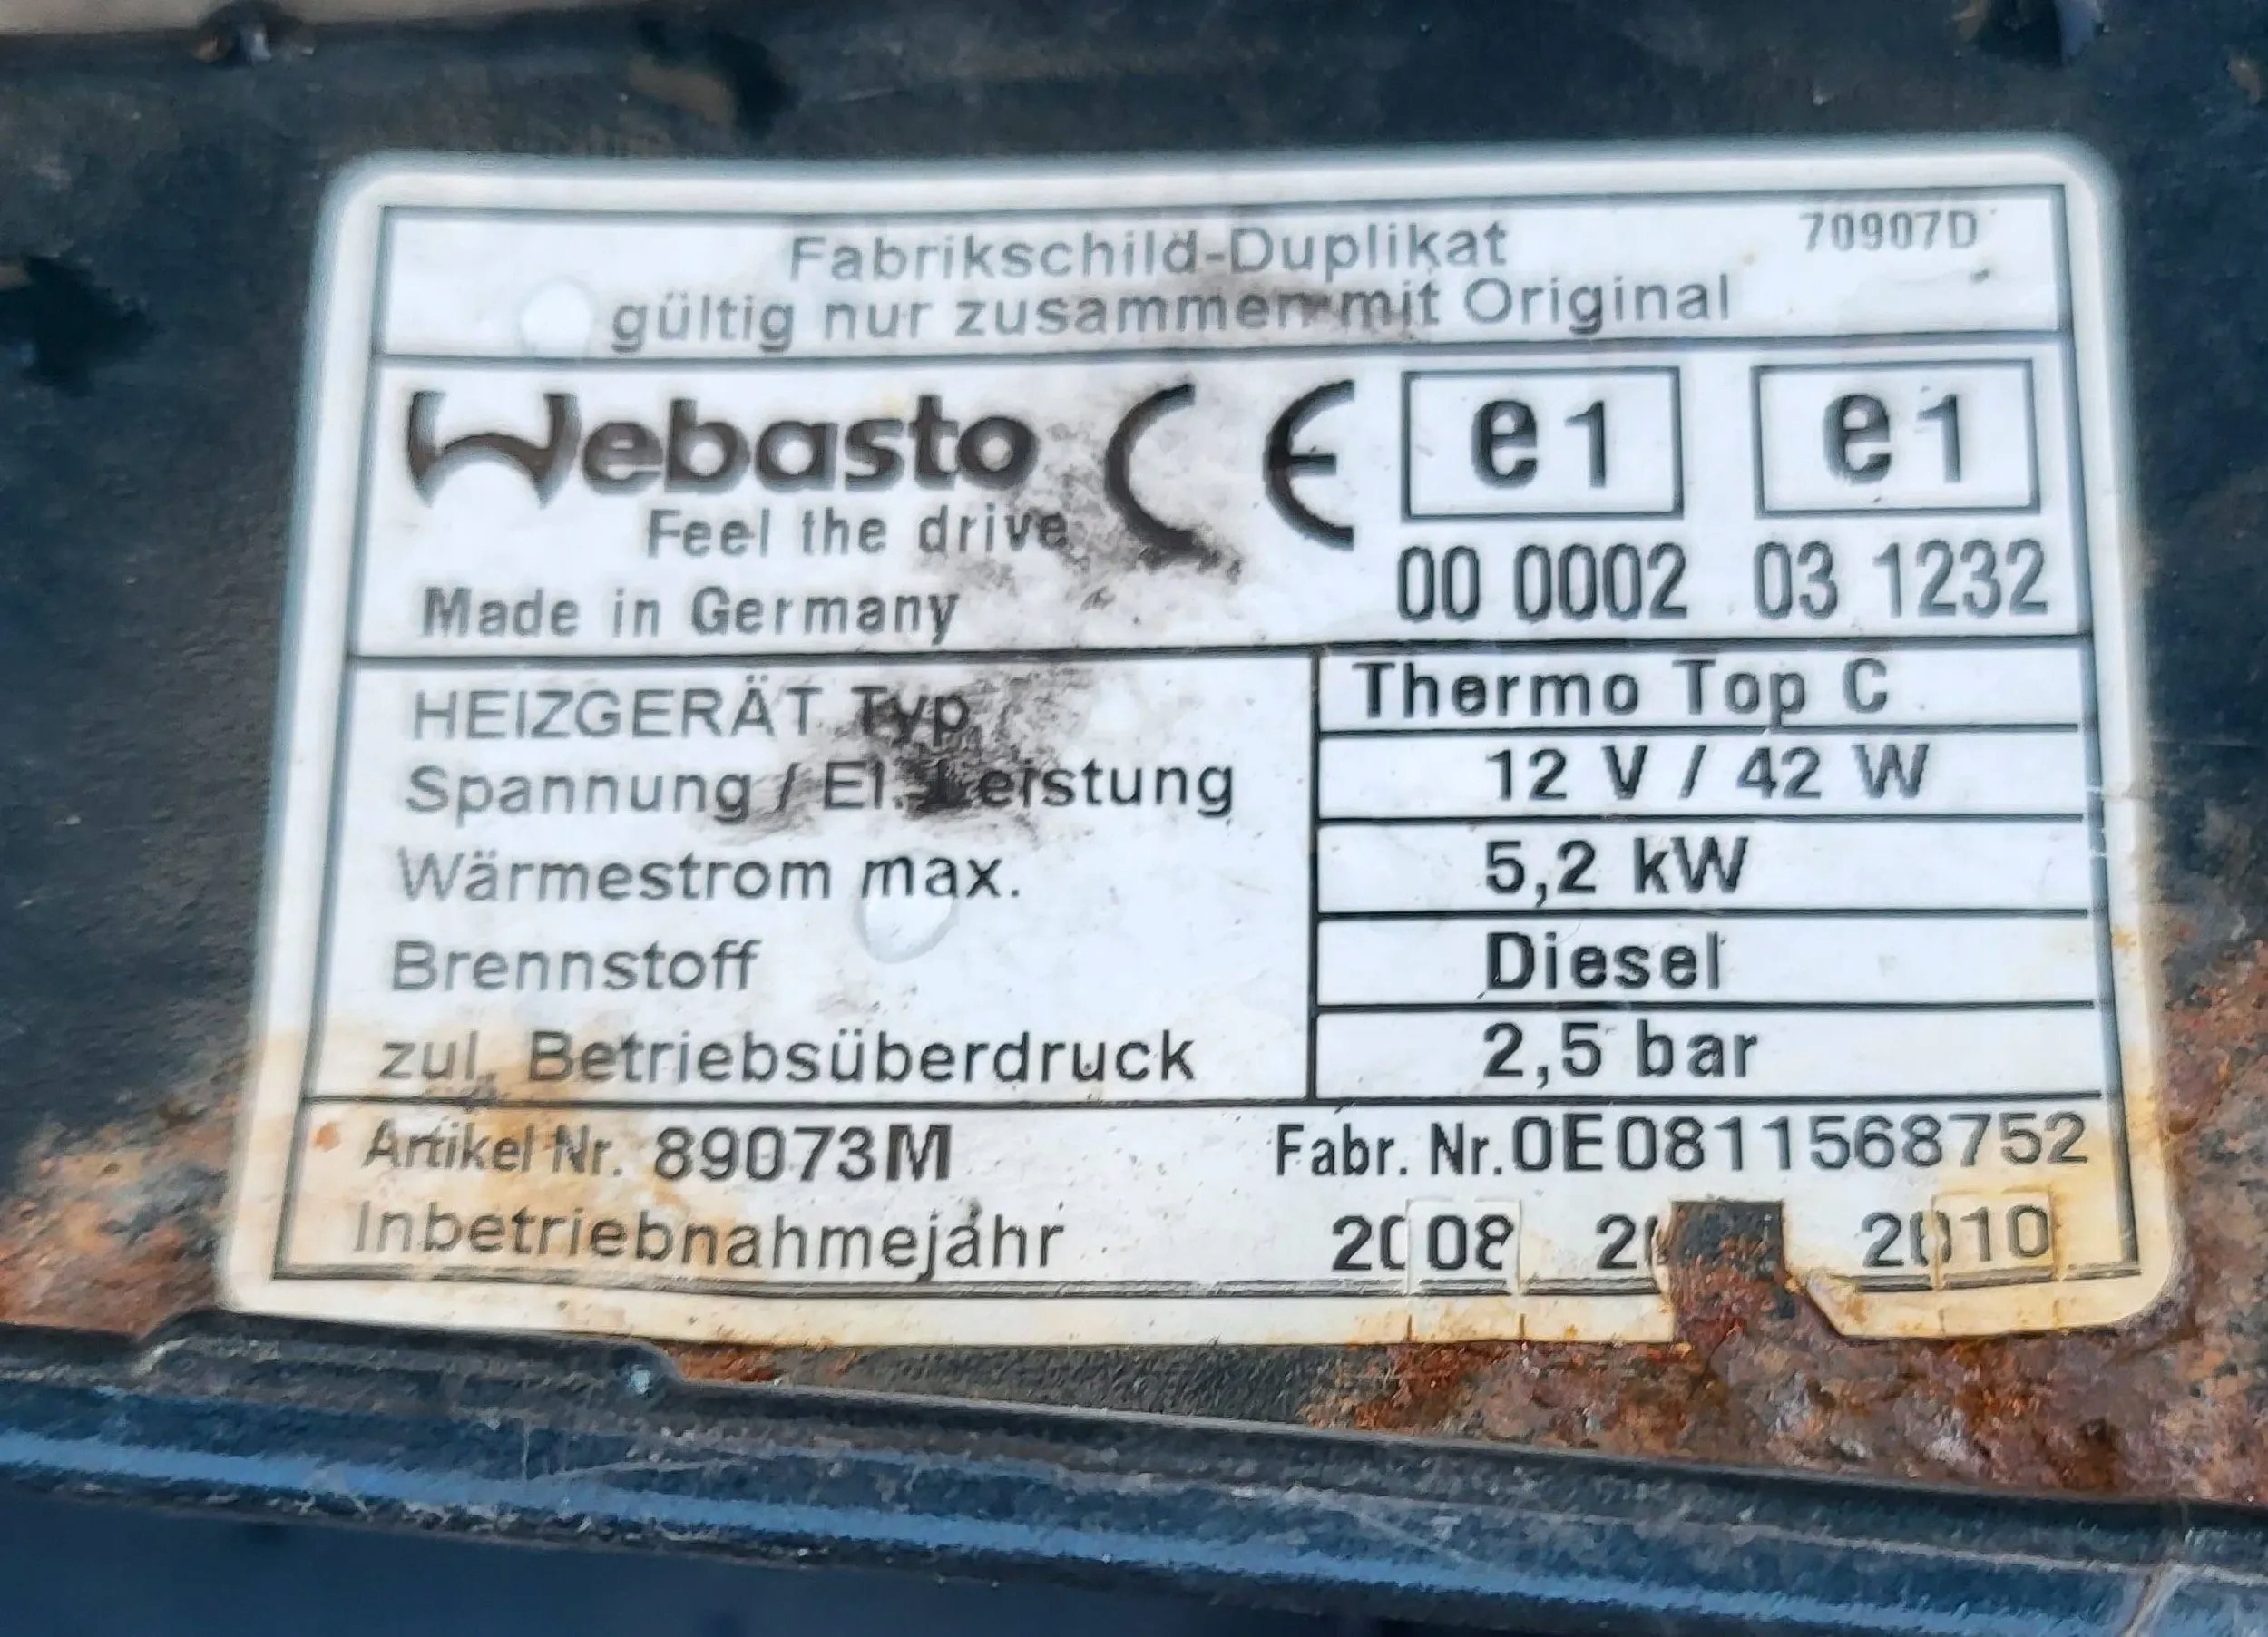 Fabrikschild-Duplikat 70907D
gültig nur zusammen mit Original
Webasto CE e1 e1
Feel the drive
Made in Germany 00 0002 03 1232
HEIZGERÄT Typ Thermo Top C
Spannung / El. Leistung 12 V / 42 W
Wärmestrom max. 5,2 kW
Brennstoff Diesel
zul. Betriebsüberdruck 2,5 bar
Artikel Nr. 89073M Fabr. Nr. 0E0811568752
Inbetriebnahmejahr 2008 2010